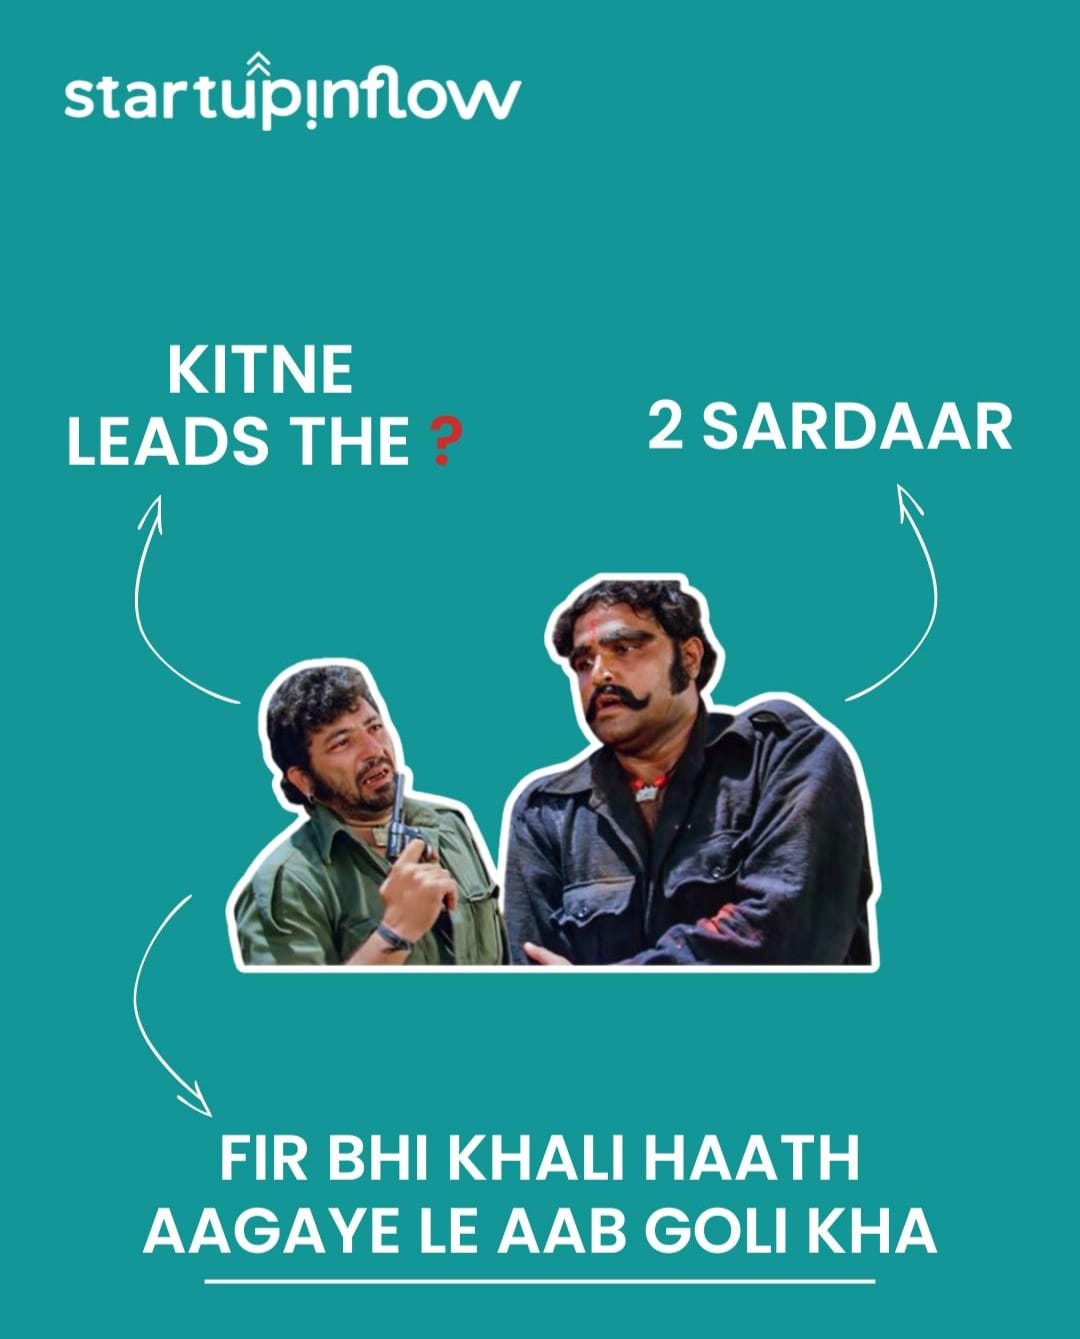 startupinflow
KITNE
LEADS THE ?
2 SARDAAR
FIR BHI KHALI HAATH
AAGAYE LE AAB GOLI KHA